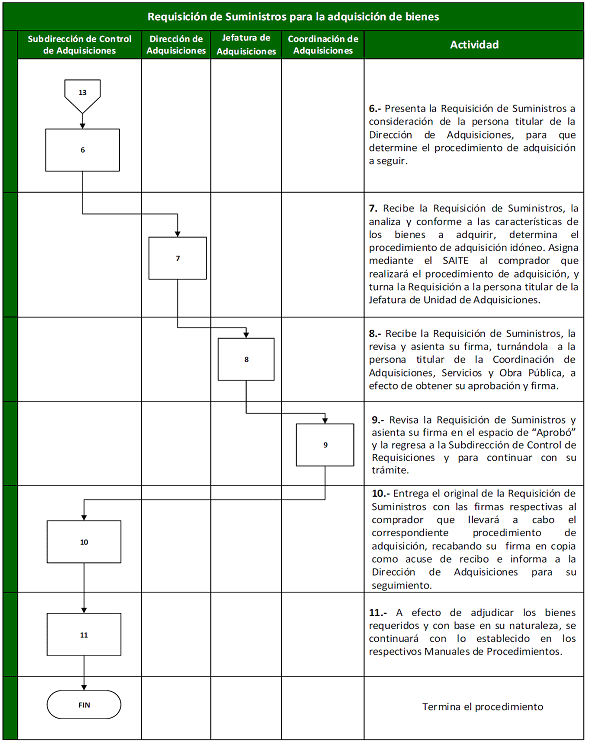 Requisición de Suministros para la adquisición de bienes
Subdirección de Control
de Adquisiciones
Dirección de
Adquisiciones
Jefatura de
Adquisiciones
Coordinación de
Adquisiciones
Actividad
13
6
6.- Presenta la Requisición de Suministros a
consideración de la persona titular de la
Dirección de Adquisiciones, para que
determine el procedimiento de adquisición
a seguir.
7
7. Recibe la Requisición de Suministros, la
analiza y conforme a las características de
los bienes a adquirir, determina el
procedimiento de adquisición idóneo. Asigna
mediante el SAITE al comprador que
realizará el procedimiento de adquisición, y
turna la Requisición a la persona titular de la
Jefatura de Unidad de Adquisiciones.
8
8.- Recibe la Requisición de Suministros, la
revisa y asienta su firma, turnándola a la
persona titular de la Coordinación de
Adquisiciones, Servicios y Obra Pública, a
efecto de obtener su aprobación y firma.
9
9.- Revisa la Requisición de Suministros y
asienta su firma en el espacio de “Aprobó”
y la regresa a la Subdirección de Control de
Requisiciones y para continuar con su
trámite.
10
10.- Entrega el original de la Requisición de
Suministros con las firmas respectivas al
comprador que llevará a cabo el
correspondiente procedimiento de
adquisición, recabando su firma en copia
como acuse de recibo e informa a la
Dirección de Adquisiciones para su
seguimiento.
11
11.- A efecto de adjudicar los bienes
requeridos y con base en su naturaleza, se
continuará con lo establecido en los
respectivos Manuales de Procedimientos.
FIN
Termina el procedimiento